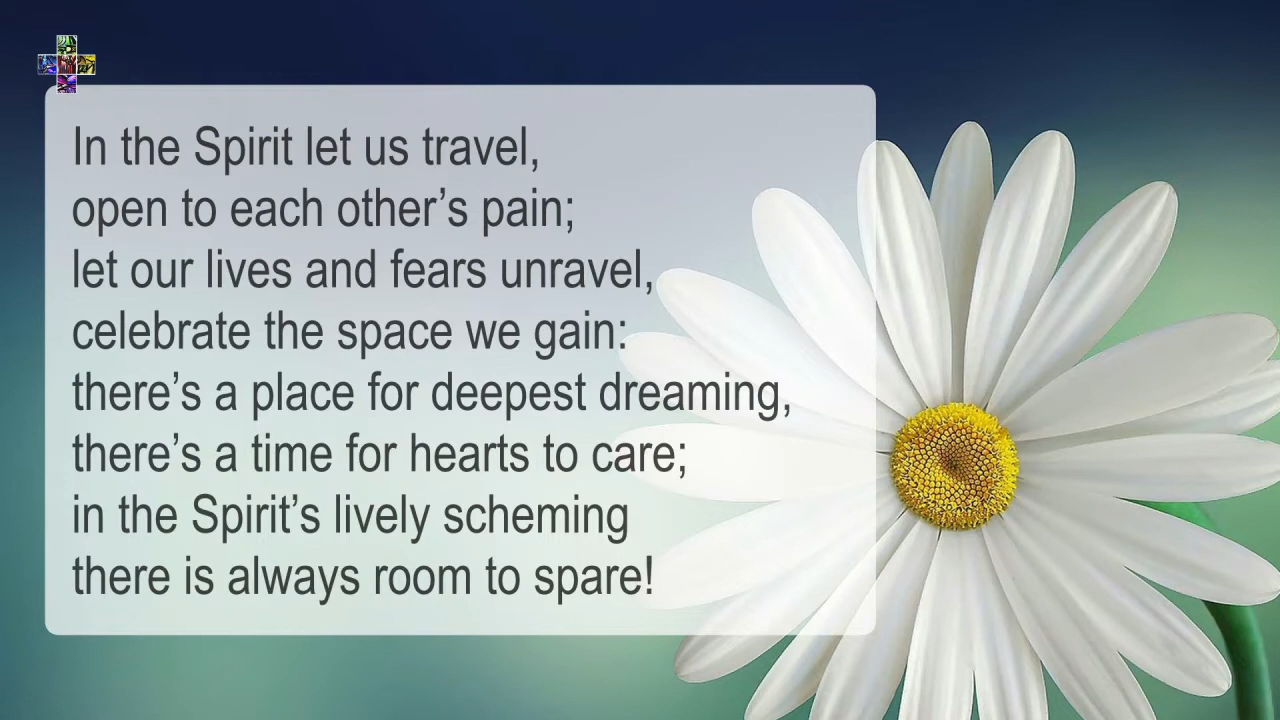 In the Spirit let us travel,
open to each other’s pain;
let our lives and fears unravel,
celebrate the space we gain:
there’s a place for deepest dreaming,
there’s a time for hearts to care;
in the Spirit’s lively scheming
there is always room to spare!